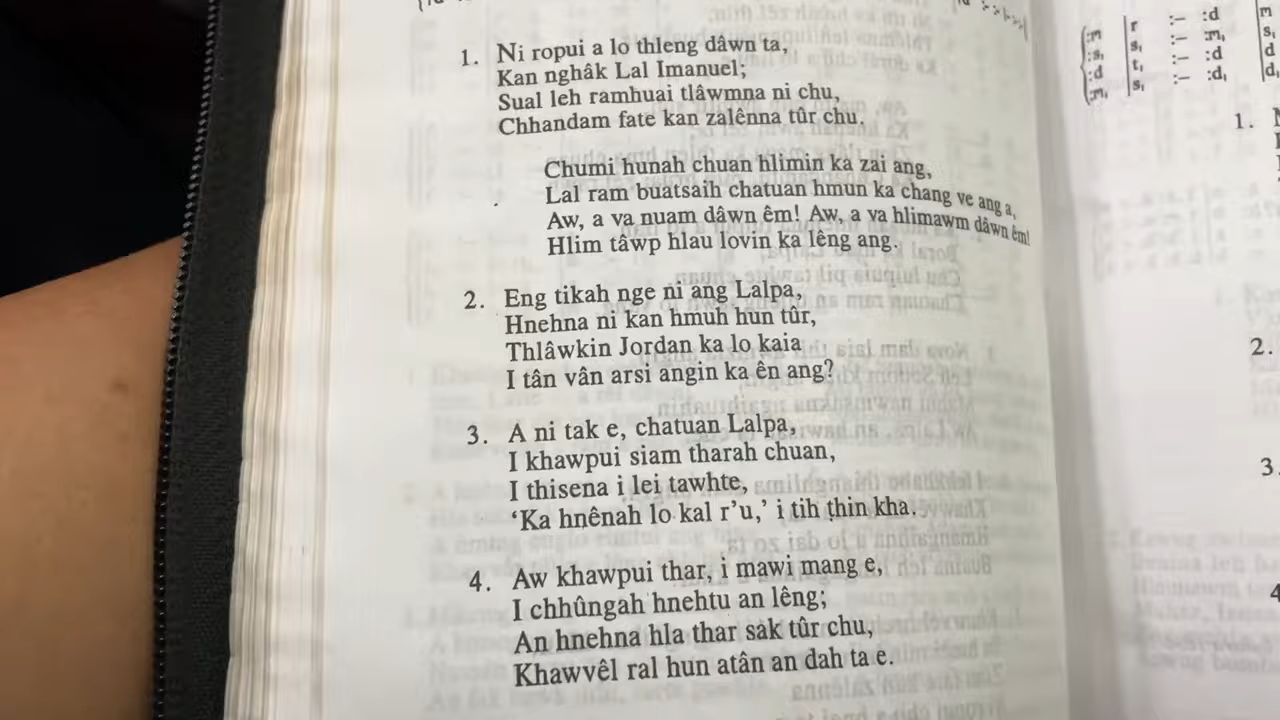 1. Ni ropui a lo thleng dâwn ta,
Kan nghâk Lal Imanuel;
Sual leh ramhuai tlâwmna ni chu,
Chhandam fate kan zalênna tûr chu.
Chumi hunah chuan hlimin ka zai ang,
Lal ram buatsaih chatuan hmun ka chang ve ang a,
Aw, a va nuam dâwn êm! Aw, a va hlimawm dâwn êm!
Hlim tâwp hlau lovin ka lêng ang.
2. Eng tikah nge ni ang Lalpa,
Hnehna ni kan hmuh hun tûr,
Thlâwkin Jordan ka lo kaia
I tân vân arsi angin ka ên ang?
3. A ni tak e, chatuan Lalpa,
I khawpui siam tharah chuan,
I thisena i lei tawhte,
‘Ka hnênah lo kal r’u,’ i tih ṭhin kha.
4. Aw khawpui thar, i mawi mang e,
I chhûngah hnehtu an lêng;
An hnehna hla thar sak tûr chu,
Khawvêl ral hun atân an dah ta e.
:m r :– :d m
:s, s, :– :m, s,
:d t, :– :d d
:m, s, :– :d, d,
1.
2.
3.
4